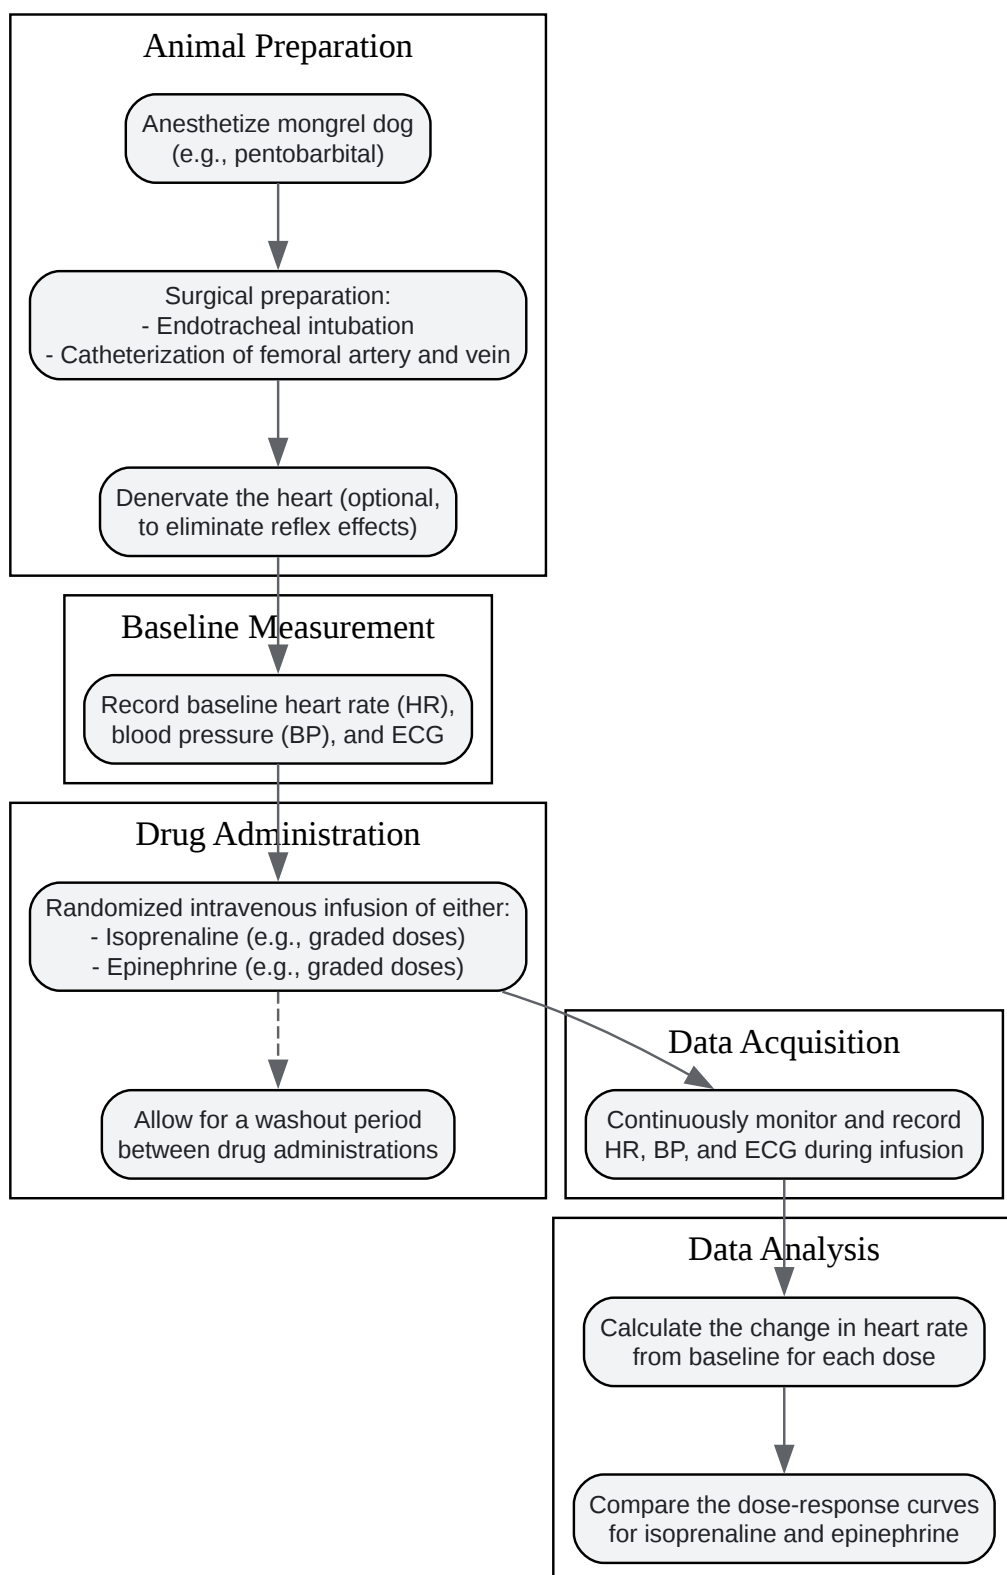 Animal Preparation
Anesthetize mongrel dog
(e.g., pentobarbital)
Surgical preparation:
- Endotracheal intubation
- Catheterization of femoral artery and vein
Denervate the heart (optional,
to eliminate reflex effects)
Baseline Measurement
Record baseline heart rate (HR),
blood pressure (BP), and ECG
Drug Administration
Randomized intravenous infusion of either:
- Isoprenaline (e.g., graded doses)
- Epinephrine (e.g., graded doses)
Allow for a washout period
between drug administrations
Data Acquisition
Continuously monitor and record
HR, BP, and ECG during infusion
Data Analysis
Calculate the change in heart rate
from baseline for each dose
Compare the dose-response curves
for isoprenaline and epinephrine